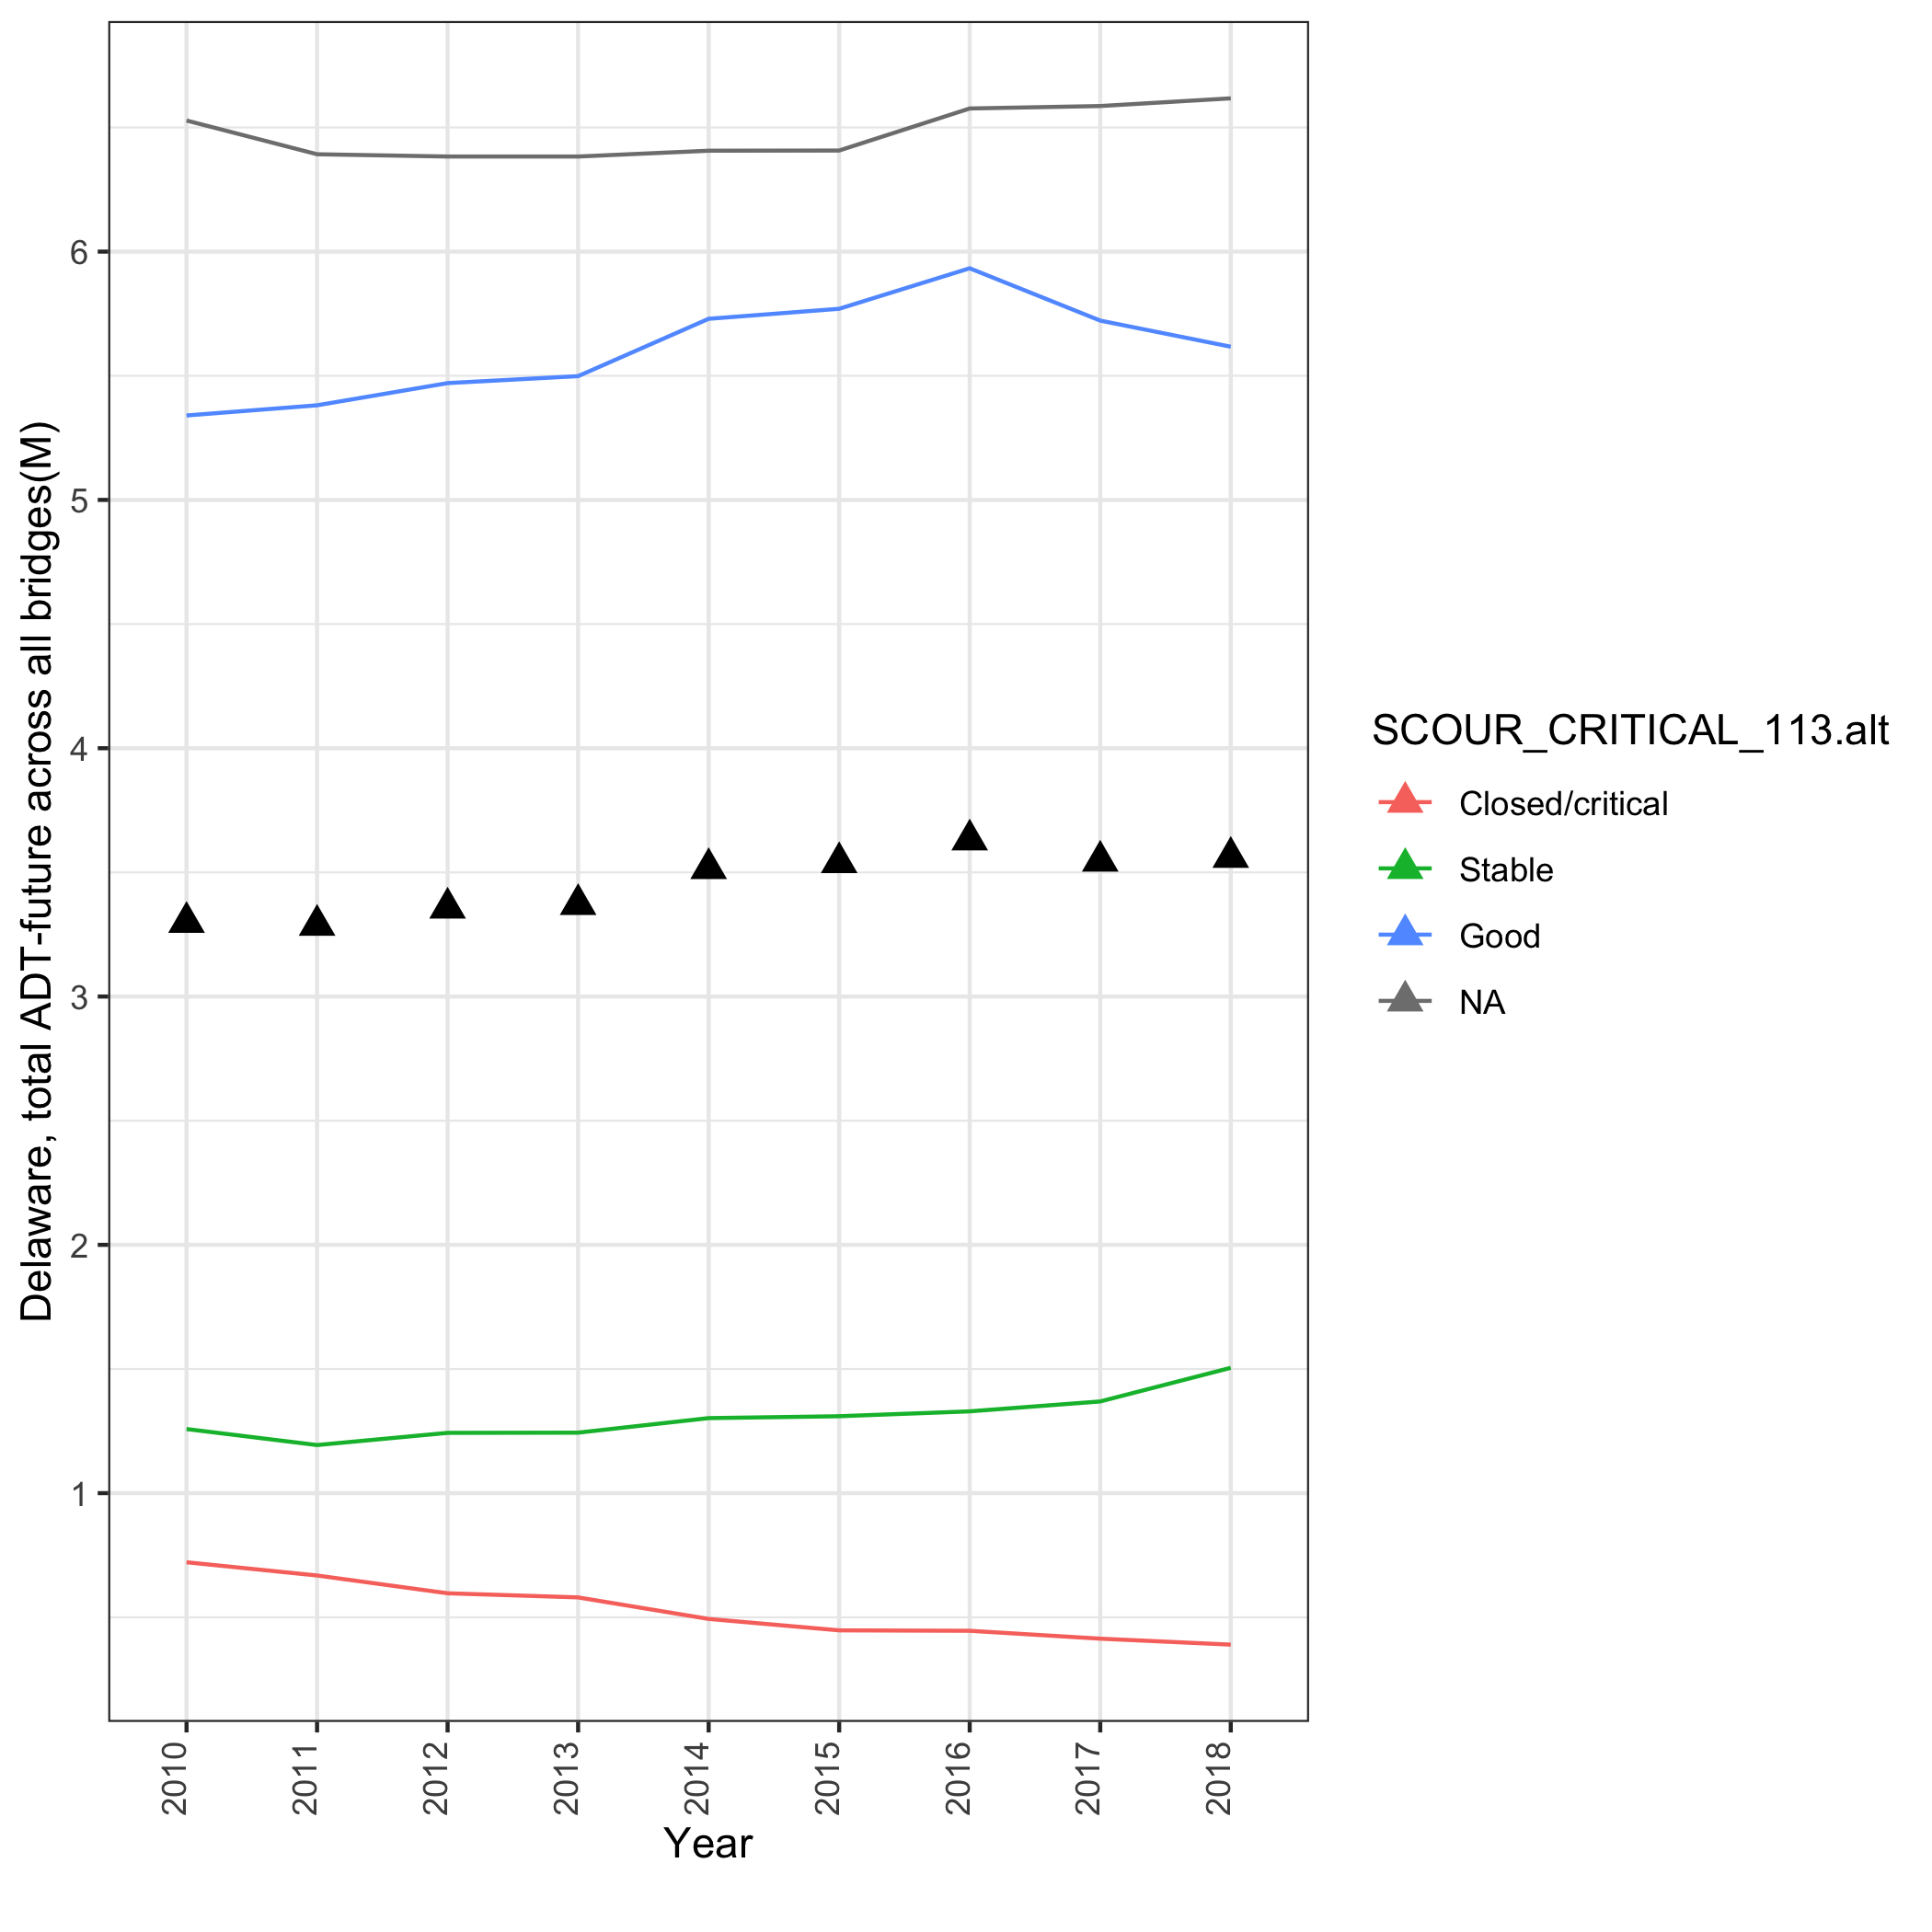 Delaware, total ADT-future across all bridges(M)
6
5
4
3
2
1
2010
2011
2012
2013
2014
2015
2016
2017
2018
Year
SCOUR_CRITICAL_113.alt
Closed/critical
Stable
Good
NA